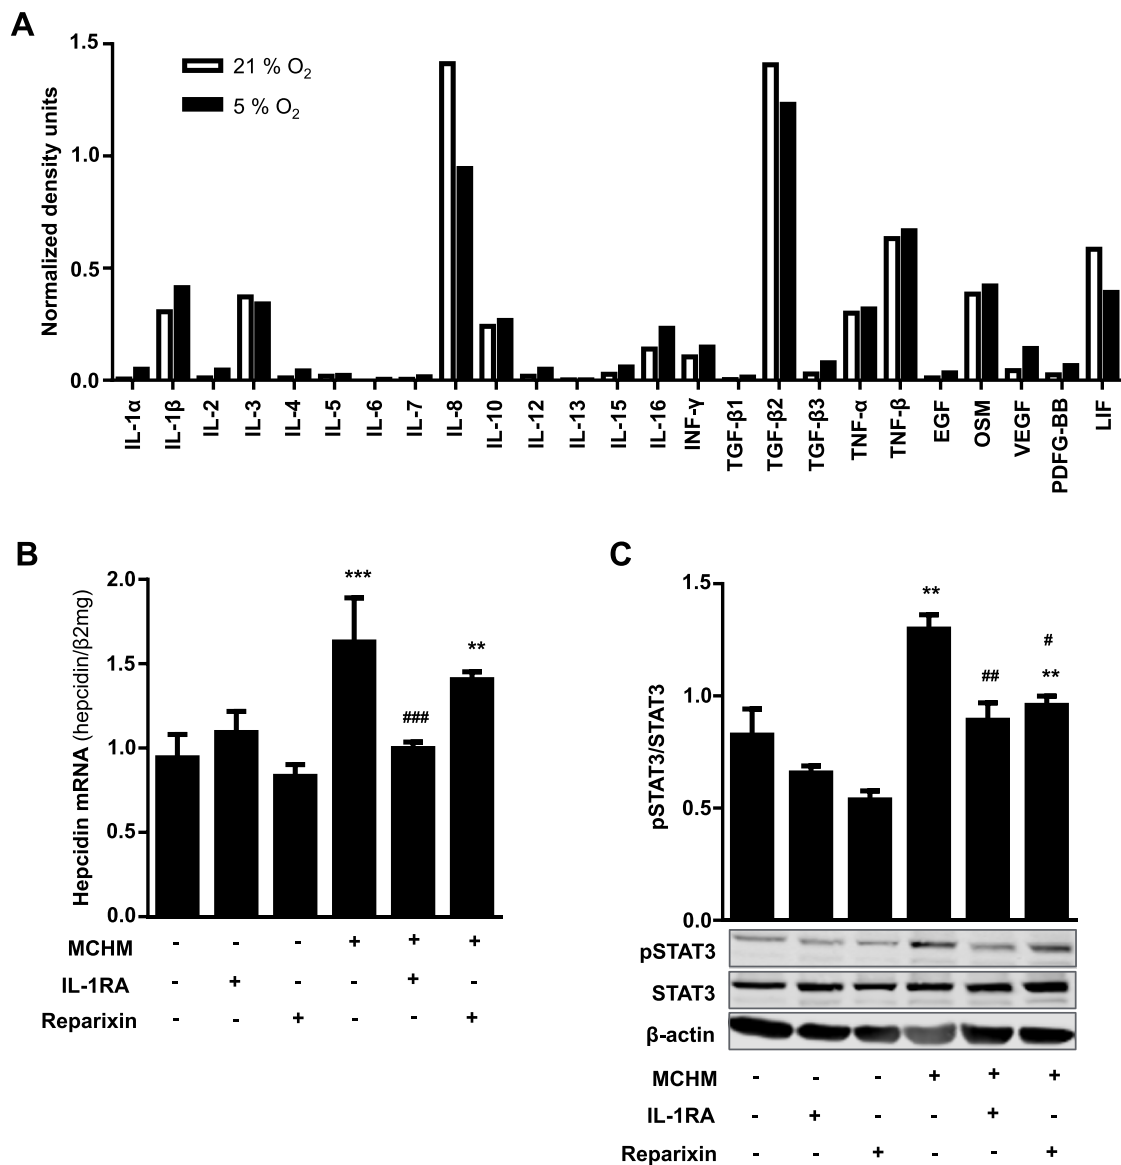 A
1.5
1.0
0.5
0.0
Normalized density units
21 % O2
5 % O2
IL-1α
IL-1β
IL-2
IL-3
IL-4
IL-5
IL-6
IL-7
IL-8
IL-10
IL-12
IL-13
IL-15
IL-16
INF-γ
TGF-β1
TGF-β2
TGF-β3
TNF-α
TNF-β
EGF
OSM
VEGF
PDFG-BB
LIF
B
2.0
1.5
1.0
0.5
0.0
Hepcidin mRNA (hepcidin/β2mg)
***
###
**
MCHM - - - + + +
IL-1RA - + - - + -
Reparixin - - + - - +
C
1.5
1.0
0.5
0.0
pSTAT3/STAT3
**
##
#
**
pSTAT3
STAT3
β-actin
MCHM - - - + + +
IL-1RA - + - - + -
Reparixin - - + - - +